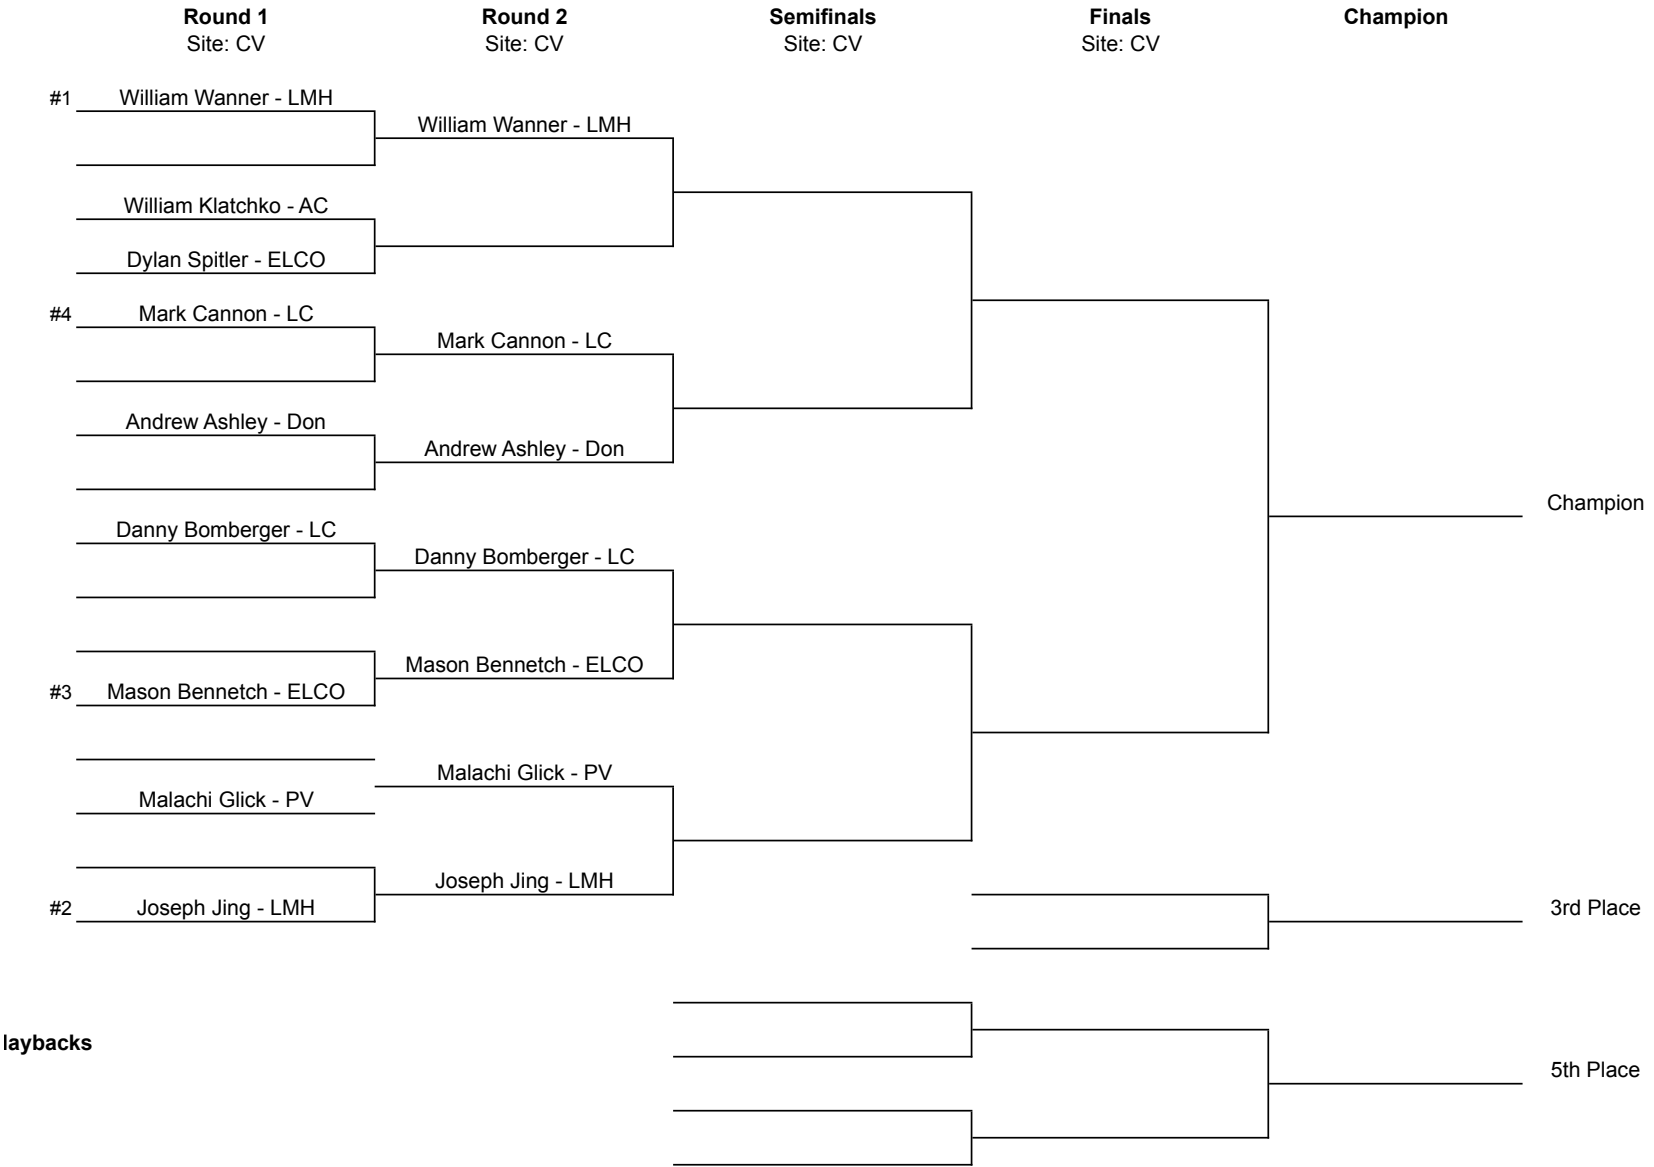 Round 1 Round 2 Semifinals Finals Champion
Site: CV Site: CV Site: CV Site: CV
#1 William Wanner - LMH
William Wanner - LMH
William Klatchko - AC
Dylan Spitler - ELCO
#4 Mark Cannon - LC
Mark Cannon - LC
Andrew Ashley - Don
Andrew Ashley - Don
Champion
Danny Bomberger - LC
Danny Bomberger - LC
Mason Bennetch - ELCO
#3 Mason Bennetch - ELCO
Malachi Glick - PV
Malachi Glick - PV
Joseph Jing - LMH
#2 Joseph Jing - LMH
3rd Place
laybacks
5th Place